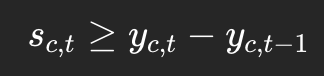 s_{c,t} ≥ y_{c,t} − y_{c,t−1}